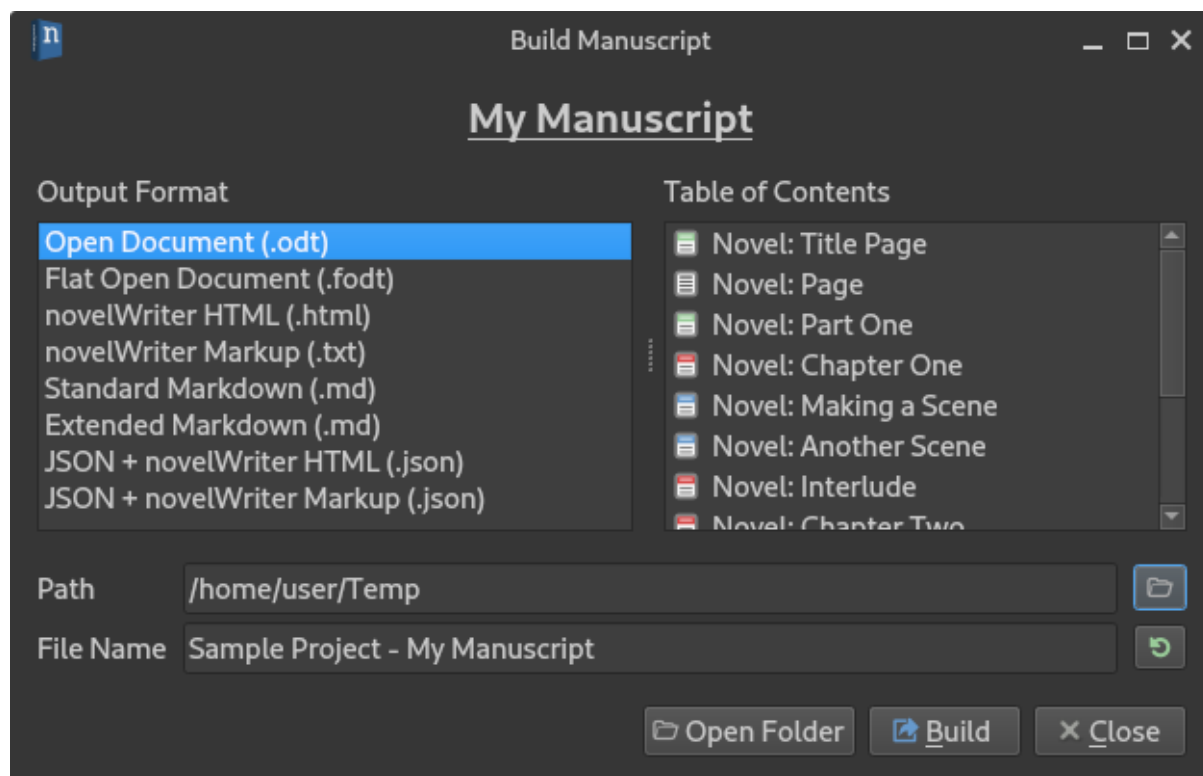 n
Build Manuscript
My Manuscript
Output Format
Open Document (.odt)
Flat Open Document (.fodt)
novelWriter HTML (.html)
novelWriter Markup (.txt)
Standard Markdown (.md)
Extended Markdown (.md)
JSON + novelWriter HTML (.json)
JSON + novelWriter Markup (.json)
Table of Contents
Novel: Title Page
Novel: Page
Novel: Part One
Novel: Chapter One
Novel: Making a Scene
Novel: Another Scene
Novel: Interlude
Novel: Chapter Two
Path
/home/user/Temp
File Name
Sample Project - My Manuscript
Open Folder
Build
Close